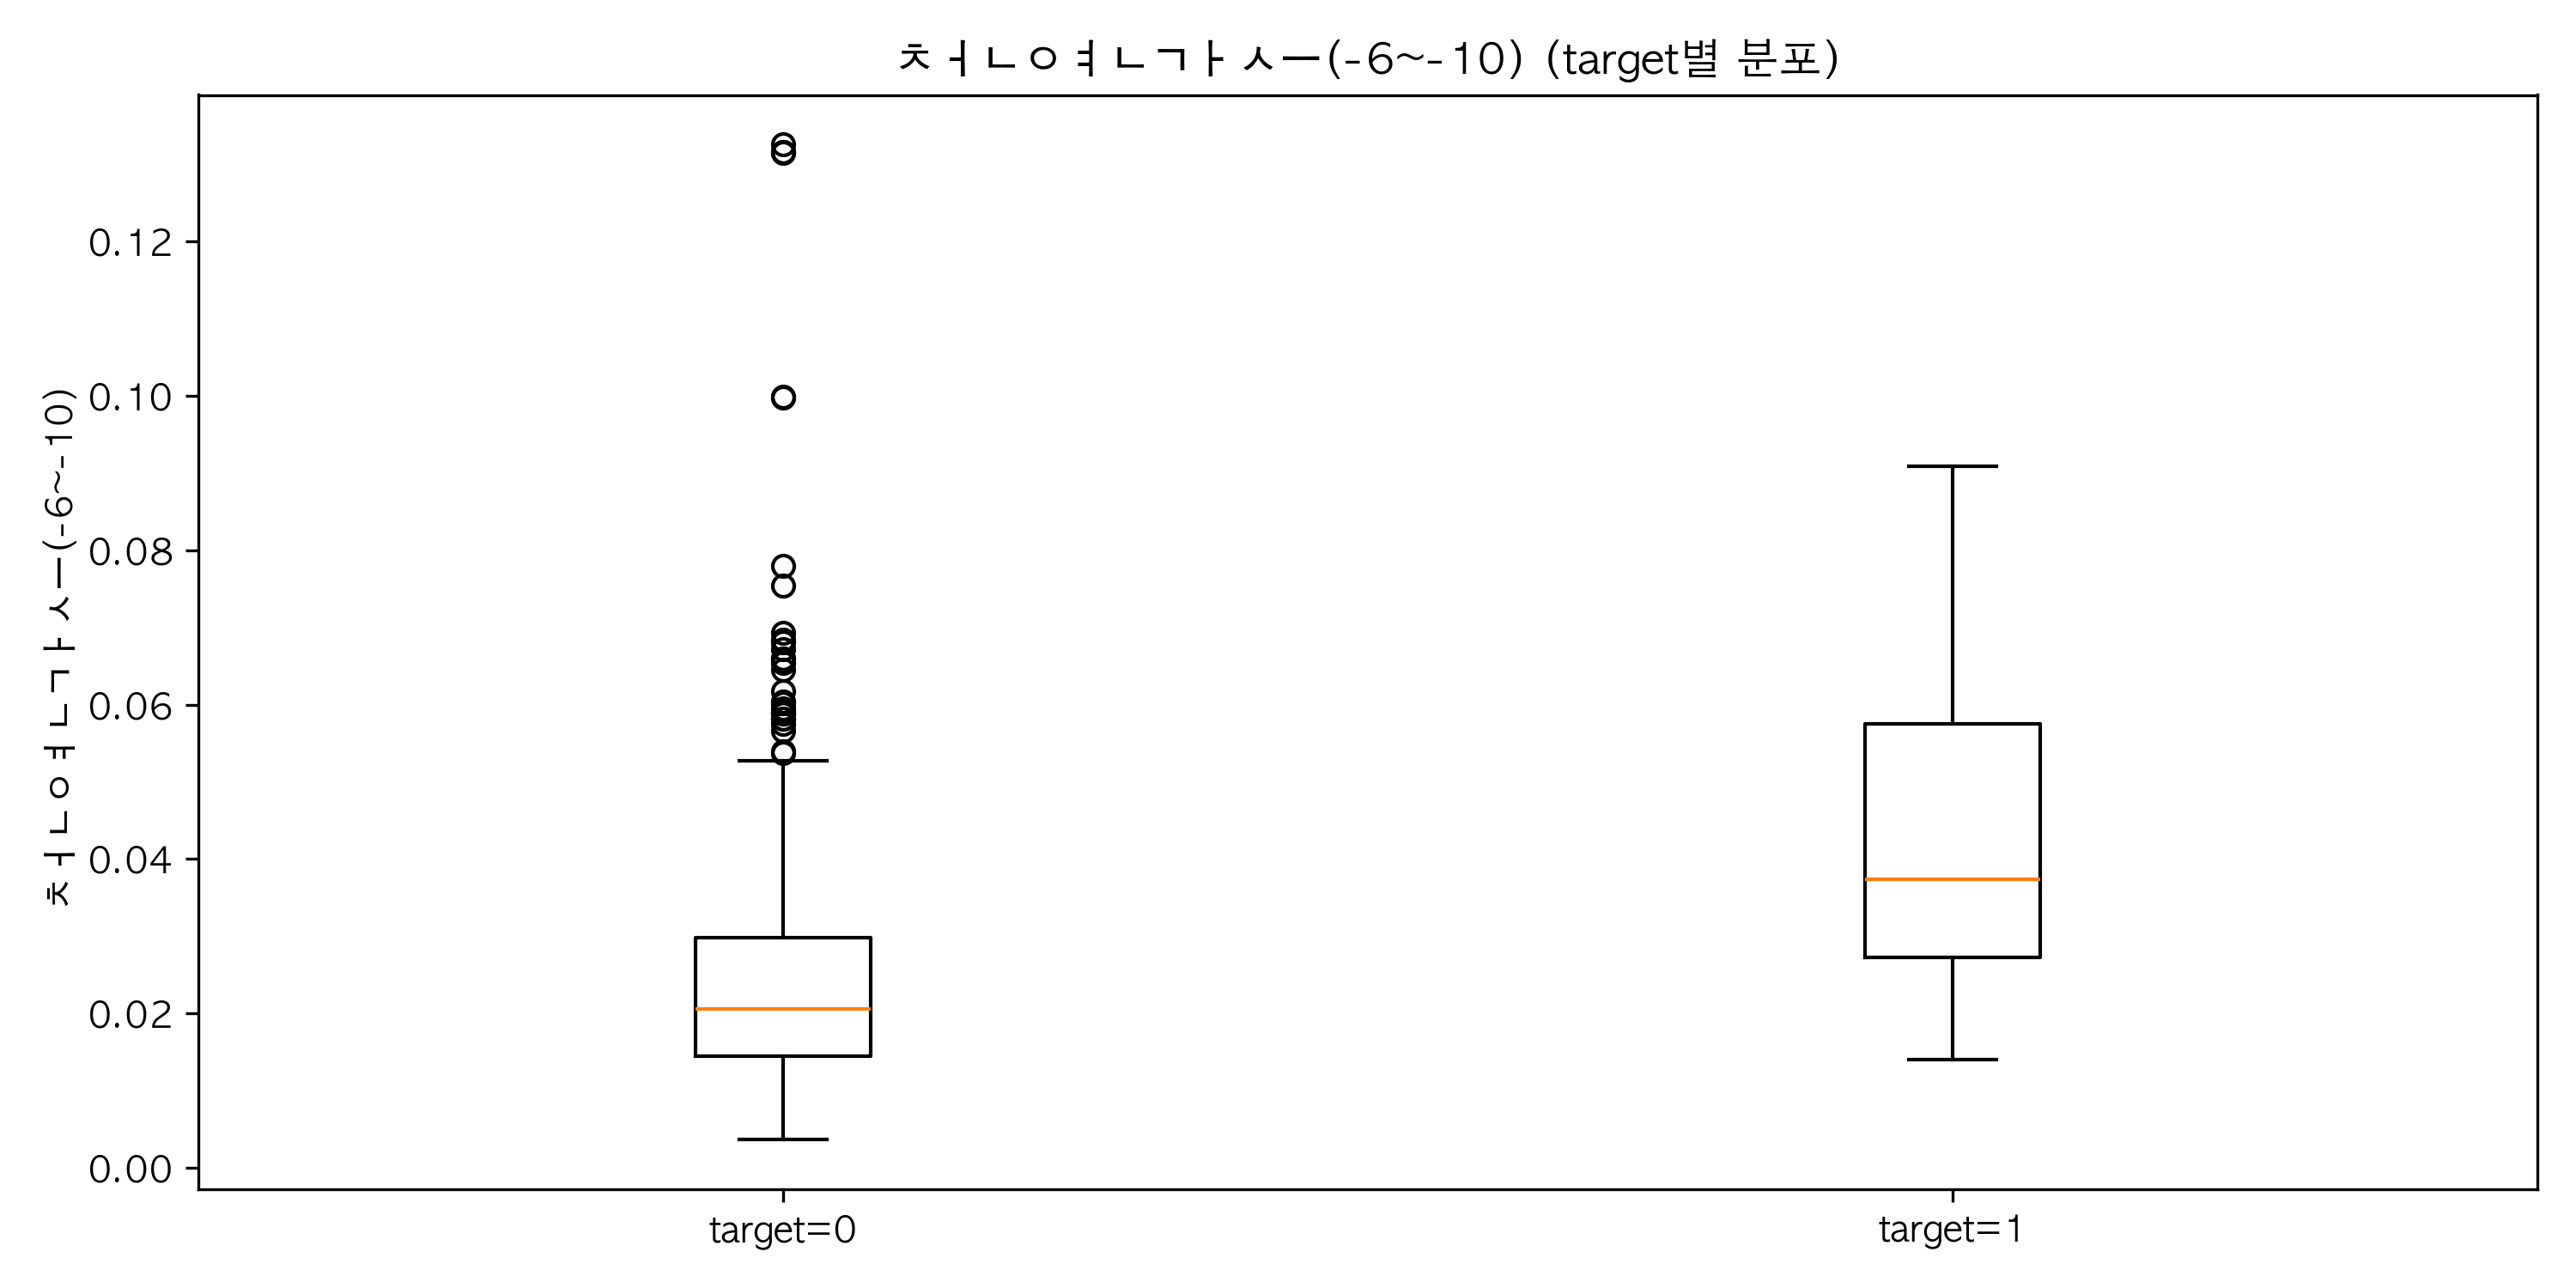 ㅊㅓㄴㅇㅕㄴㄱㅏㅅㅡ(-6~-10) (target별 분포)
ㅊㅓㄴㅇㅕㄴㄱㅏㅅㅡ(-6~-10)
0.12
0.10
0.08
0.06
0.04
0.02
0.00
target=0
target=1